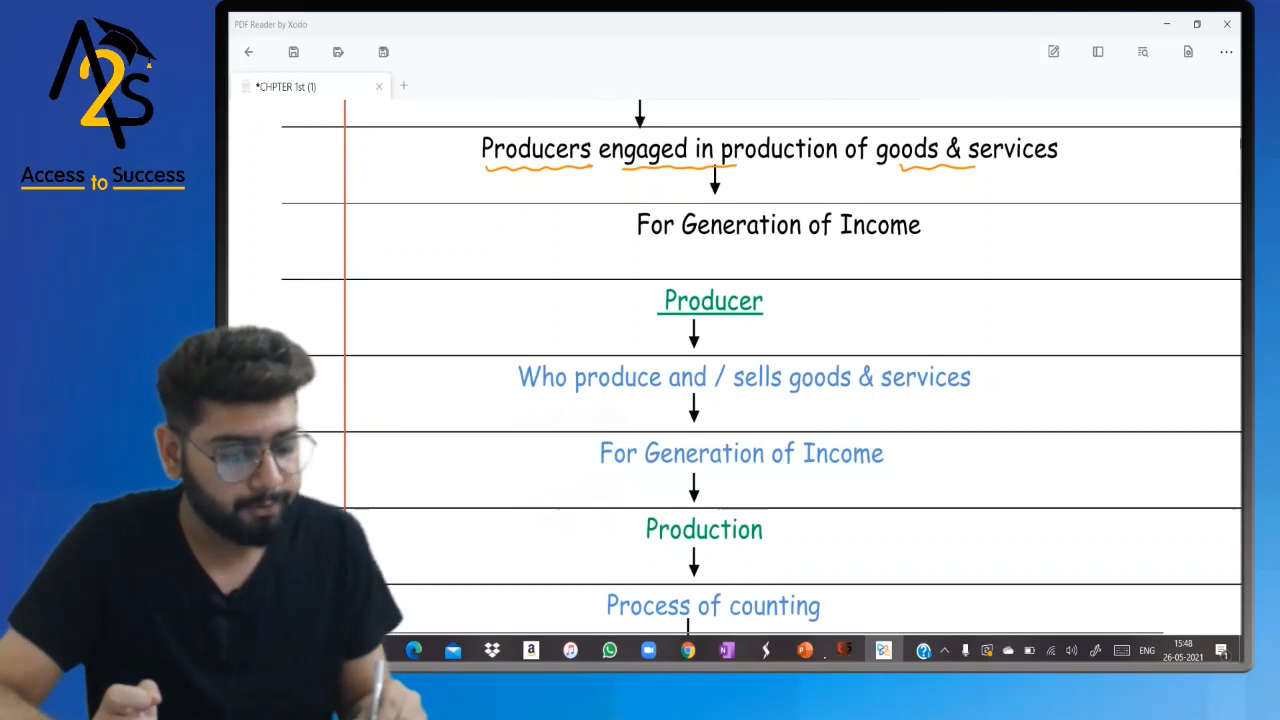 PDF Reader by Xodo
*CHPTER 1st (1)
A2S
Access to Success
Producers engaged in production of goods & services
For Generation of Income
Producer
Who produce and / sells goods & services
For Generation of Income
Production
Process of counting
ENG
15:48
26-05-2021